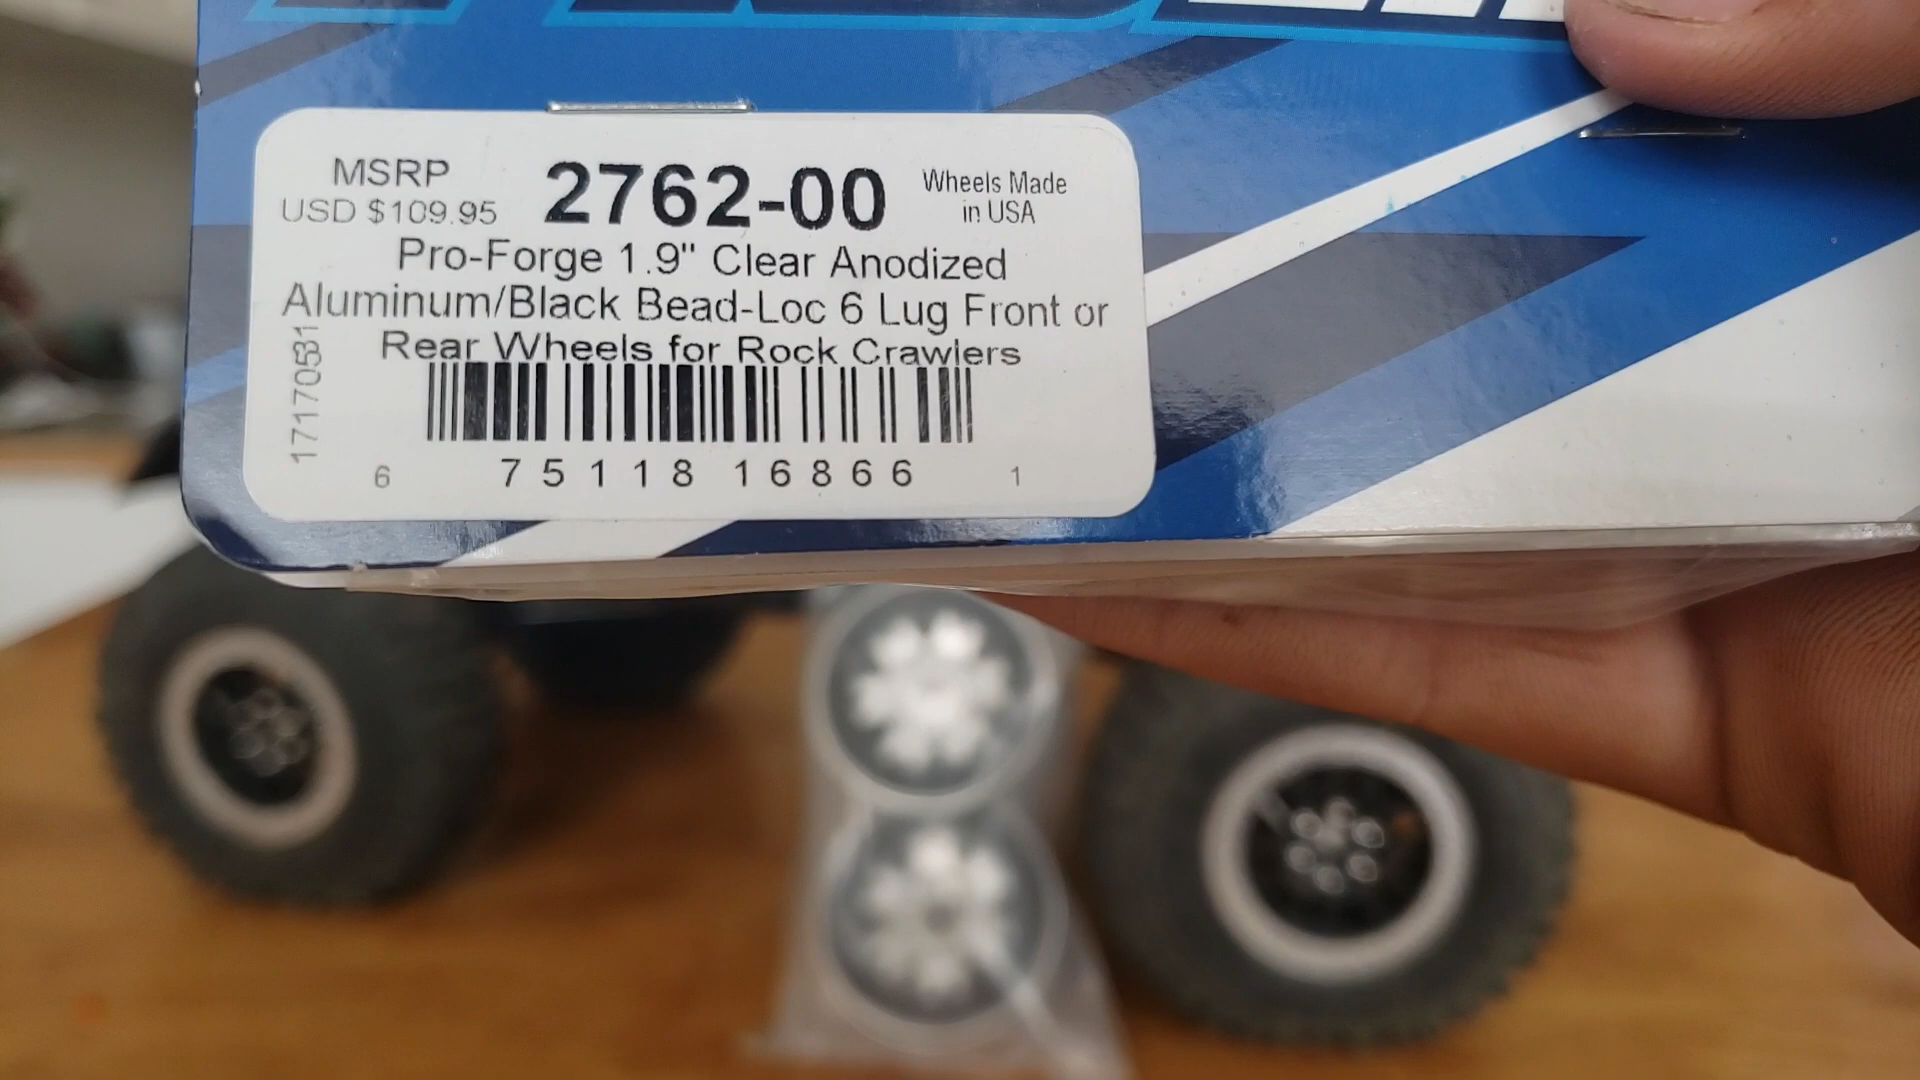 MSRP
USD $109.95
2762-00
Wheels Made
in USA
Pro-Forge 1.9" Clear Anodized
Aluminum/Black Bead-Loc 6 Lug Front or
Rear Wheels for Rock Crawlers
17170531
6 75118 16866 1